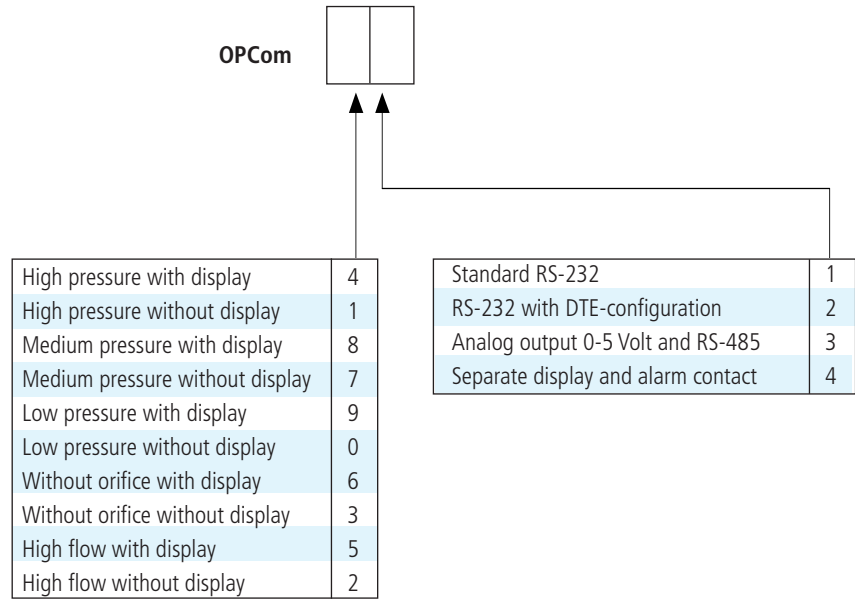 OPCom
High pressure with display 4
High pressure without display 1
Medium pressure with display 8
Medium pressure without display 7
Low pressure with display 9
Low pressure without display 0
Without orifice with display 6
Without orifice without display 3
High flow with display 5
High flow without display 2
Standard RS-232 1
RS-232 with DTE-configuration 2
Analog output 0-5 Volt and RS-485 3
Separate display and alarm contact 4